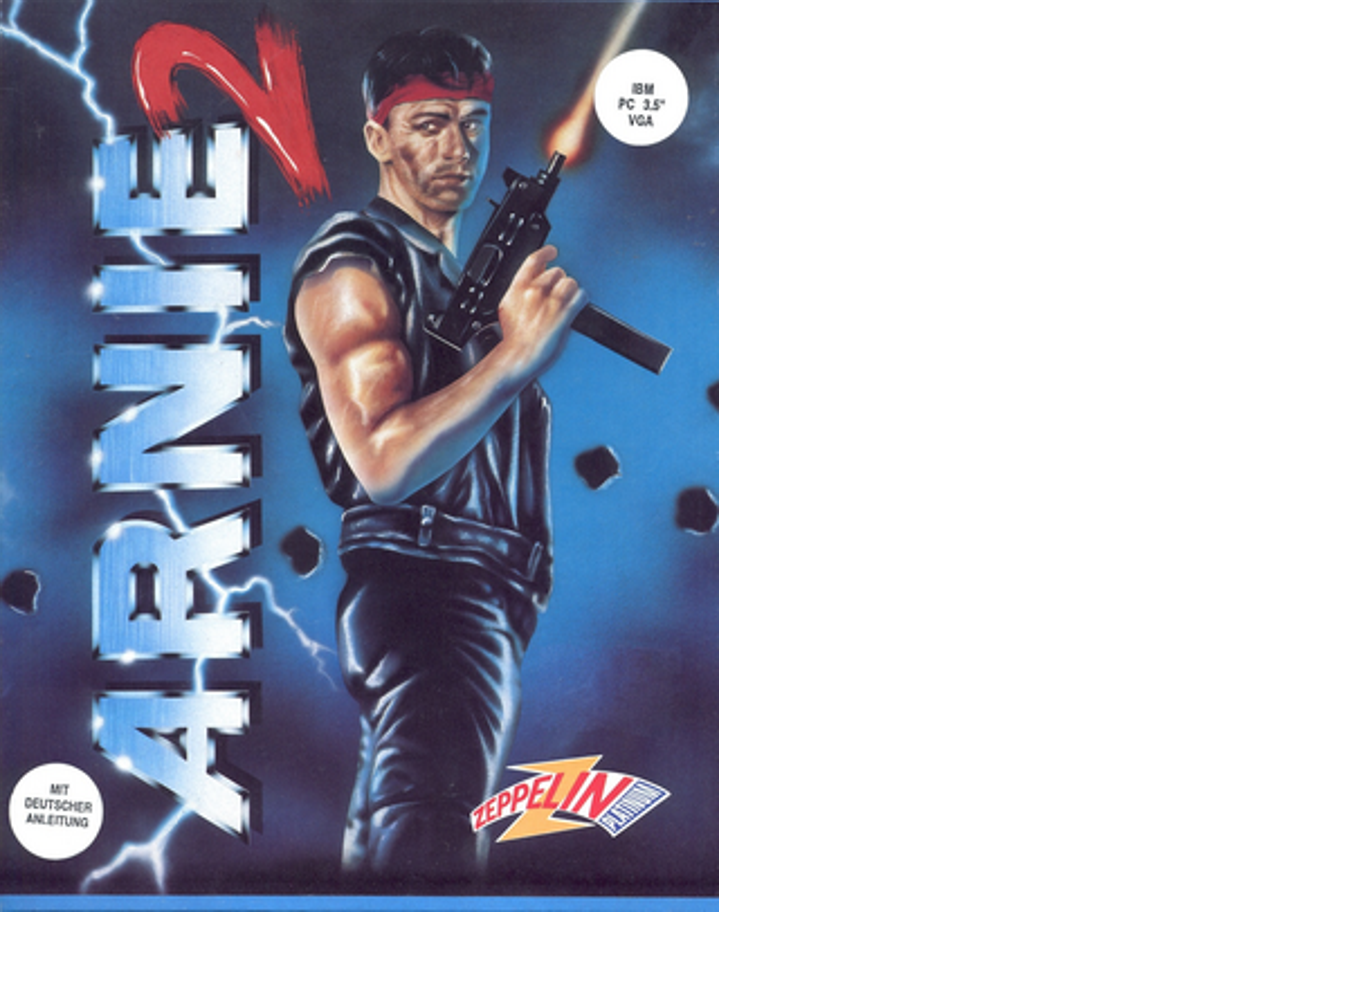 ARNIE 2
IBM
PC 3.5"
VGA
MIT
DEUTSCHER
ANLEITUNG
ZEPPELIN
PLATINUM